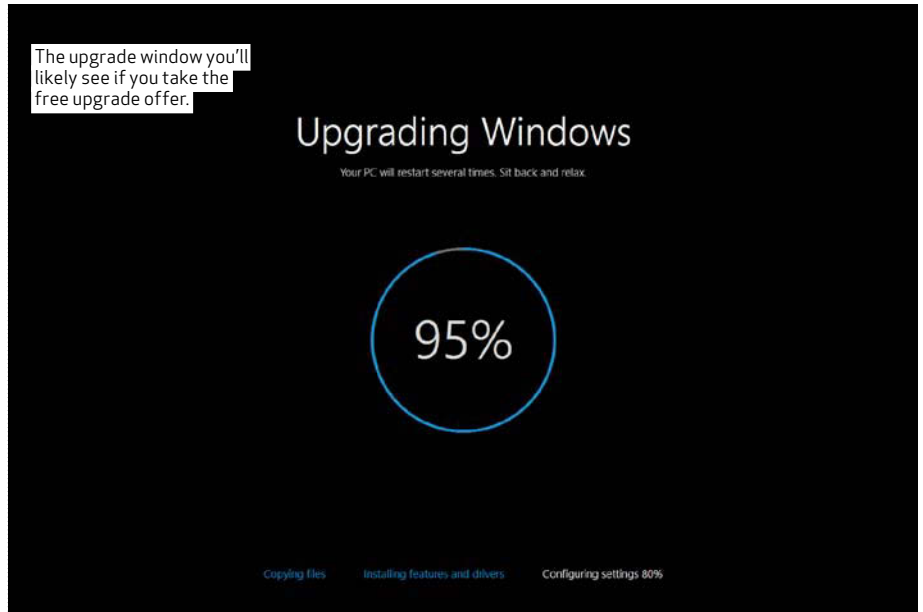 The upgrade window you’ll
likely see if you take the
free upgrade offer.
Upgrading Windows
Your PC will restart several times. Sit back and relax.
95%
Copying files Installing features and drivers Configuring settings 80%